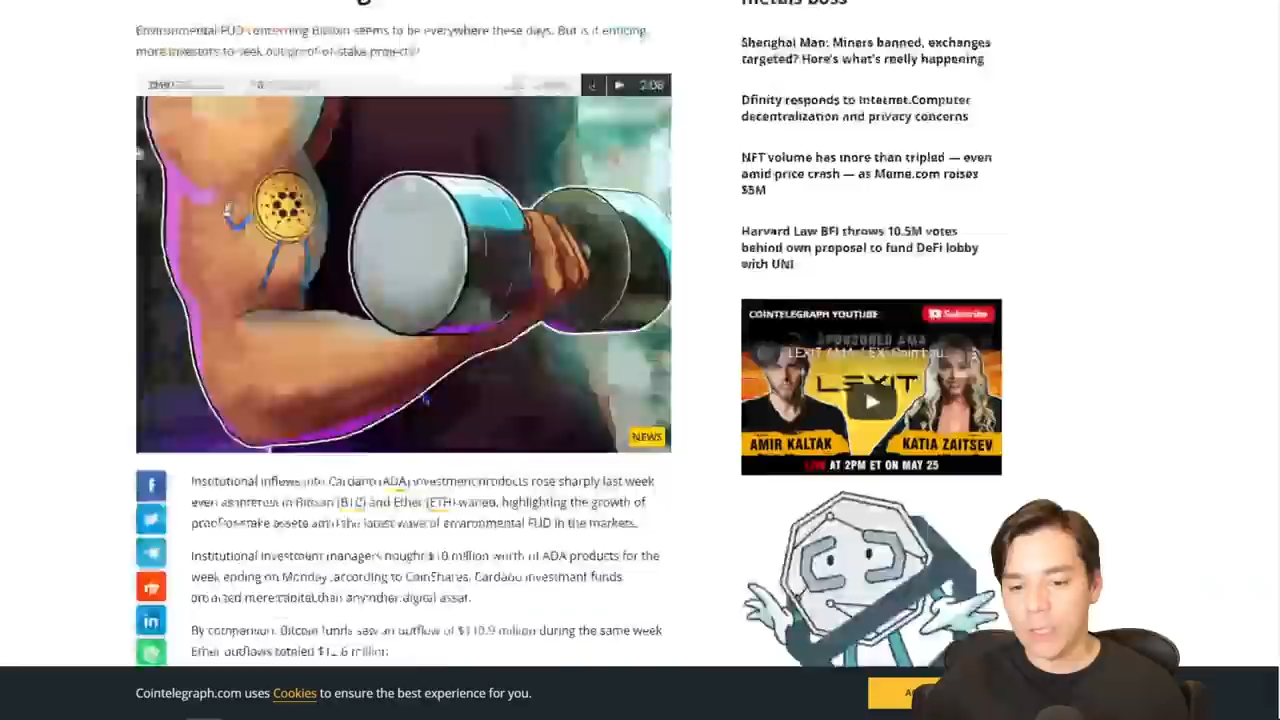 Environmental FUD concerning Bitcoin seems to be everywhere these days. But is it enticing
more investors to seek out proof-of-stake projects?
2:08
NEWS
Institutional inflows into Cardano (ADA) investment products rose sharply last week
even as interest in Bitcoin (BTC) and Ether (ETH) waned, highlighting the growth of
proof-of-stake assets amid the latest wave of environmental FUD in the markets.
Institutional investment managers bought $10 million worth of ADA products for the
week ending on Monday, according to CoinShares. Cardano investment funds
attracted more capital than any other digital asset.
By comparison, Bitcoin funds saw an outflow of $110.9 million during the same week
Ether outflows totaled million.
metals boss
Shanghai Man: Miners banned, exchanges
targeted? Here's what's really happening
Dfinity responds to Internet Computer
decentralization and privacy concerns
NFT volume has more than tripled — even
amid price crash — as Meme.com raises
$5M
Harvard Law BFI throws 10.5M votes
behind own proposal to fund DeFi lobby
with UNI
COINTELEGRAPH YOUTUBE
Subscribe
SPONSORED AMA
LEXIT
AMIR KALTAK
KATIA ZAITSEV
LIVE AT 2PM ET ON MAY 25
Cointelegraph.com uses Cookies to ensure the best experience for you.